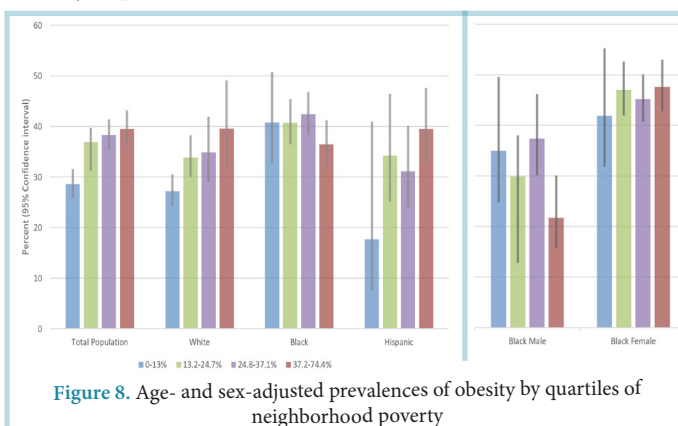 60
50
40
30
20
10
0
Percent (95% Confidence interval)
Total Population
White
Black
Hispanic
Black Male
Black Female
0-13%
13.2-24.7%
24.8-37.1%
37.2-74.4%
Figure 8. Age- and sex-adjusted prevalences of obesity by quartiles of
neighborhood poverty